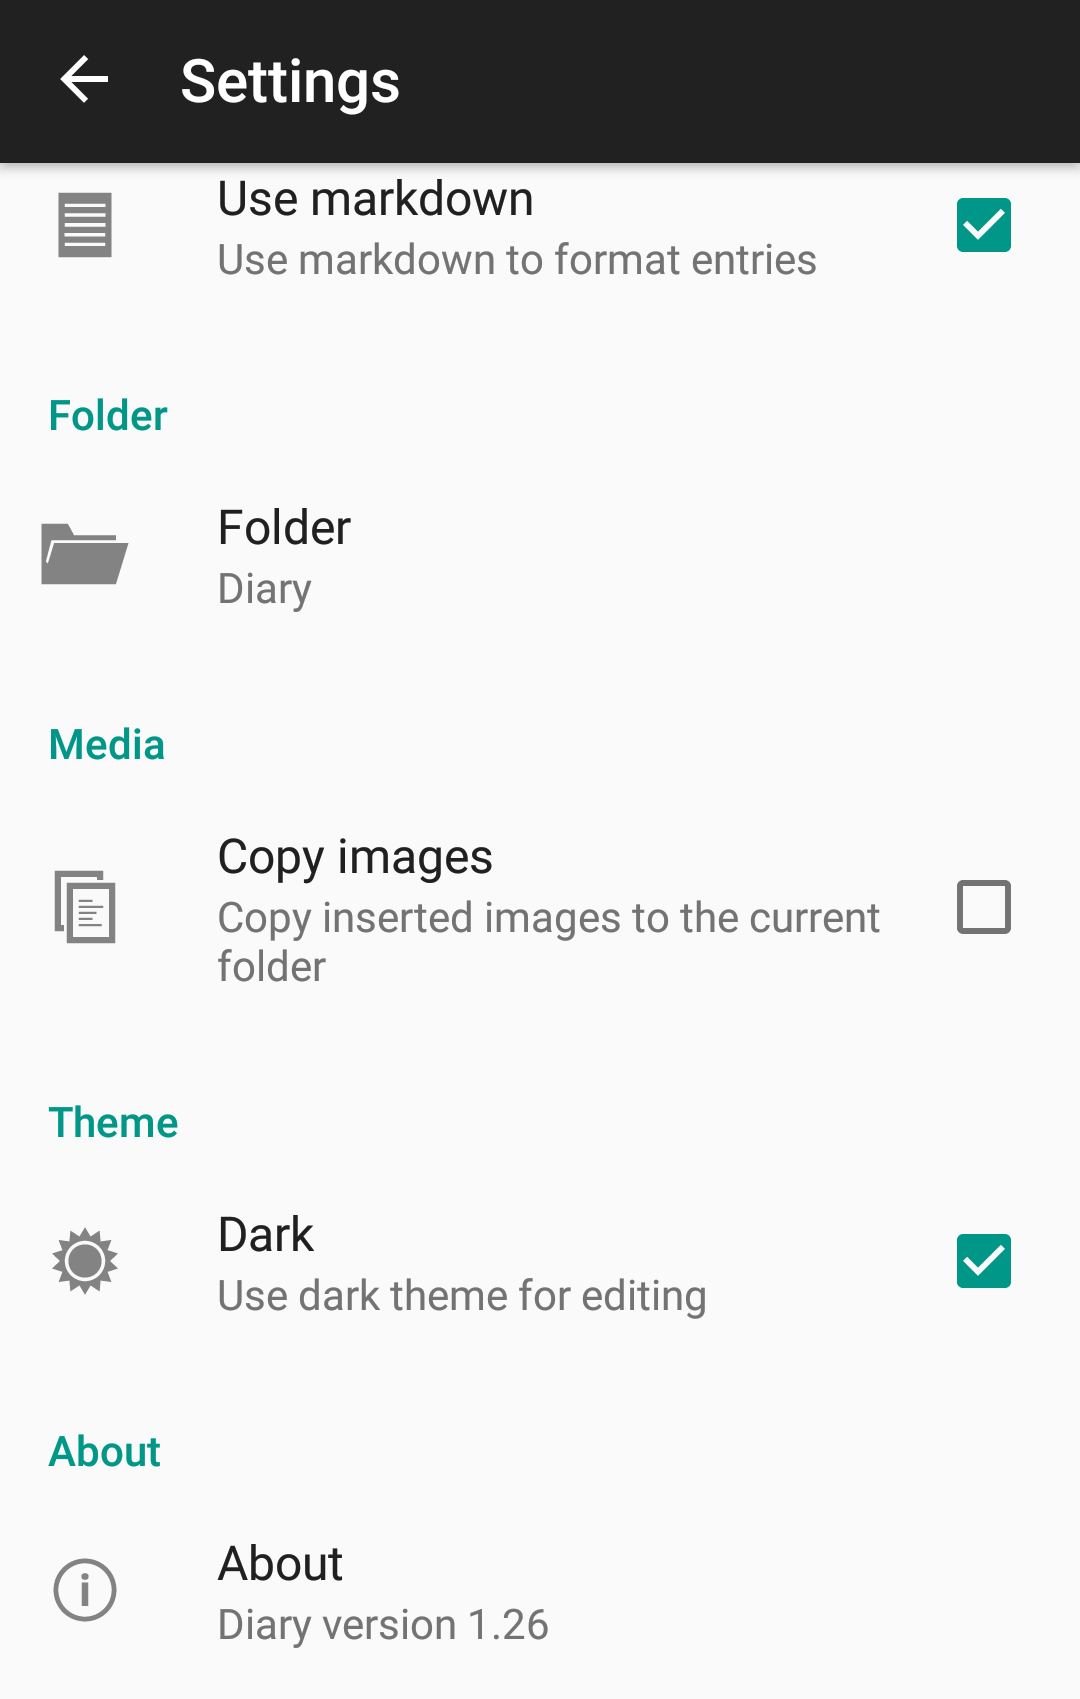 Settings
Use markdown
Use markdown to format entries
Folder
Folder
Diary
Media
Copy images
Copy inserted images to the current
folder
Theme
Dark
Use dark theme for editing
About
About
Diary version 1.26